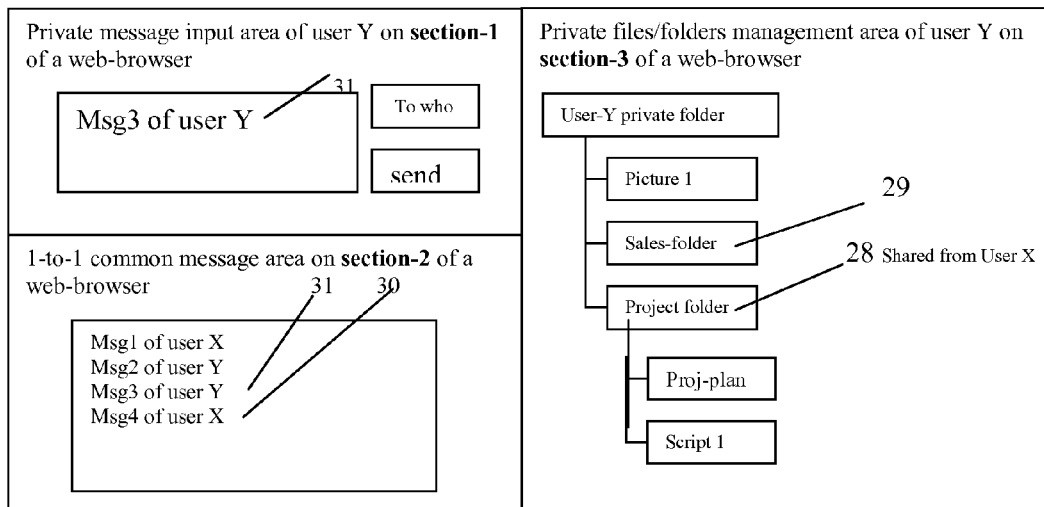 Private message input area of user Y on section-1
of a web-browser
31
Msg3 of user Y
To who
send
1-to-1 common message area on section-2 of a
web-browser
31 30
Msg1 of user X
Msg2 of user Y
Msg3 of user Y
Msg4 of user X
Private files/folders management area of user Y on
section-3 of a web-browser
User-Y private folder
Picture 1
29
Sales-folder
28 Shared from User X
Project folder
Proj-plan
Script 1